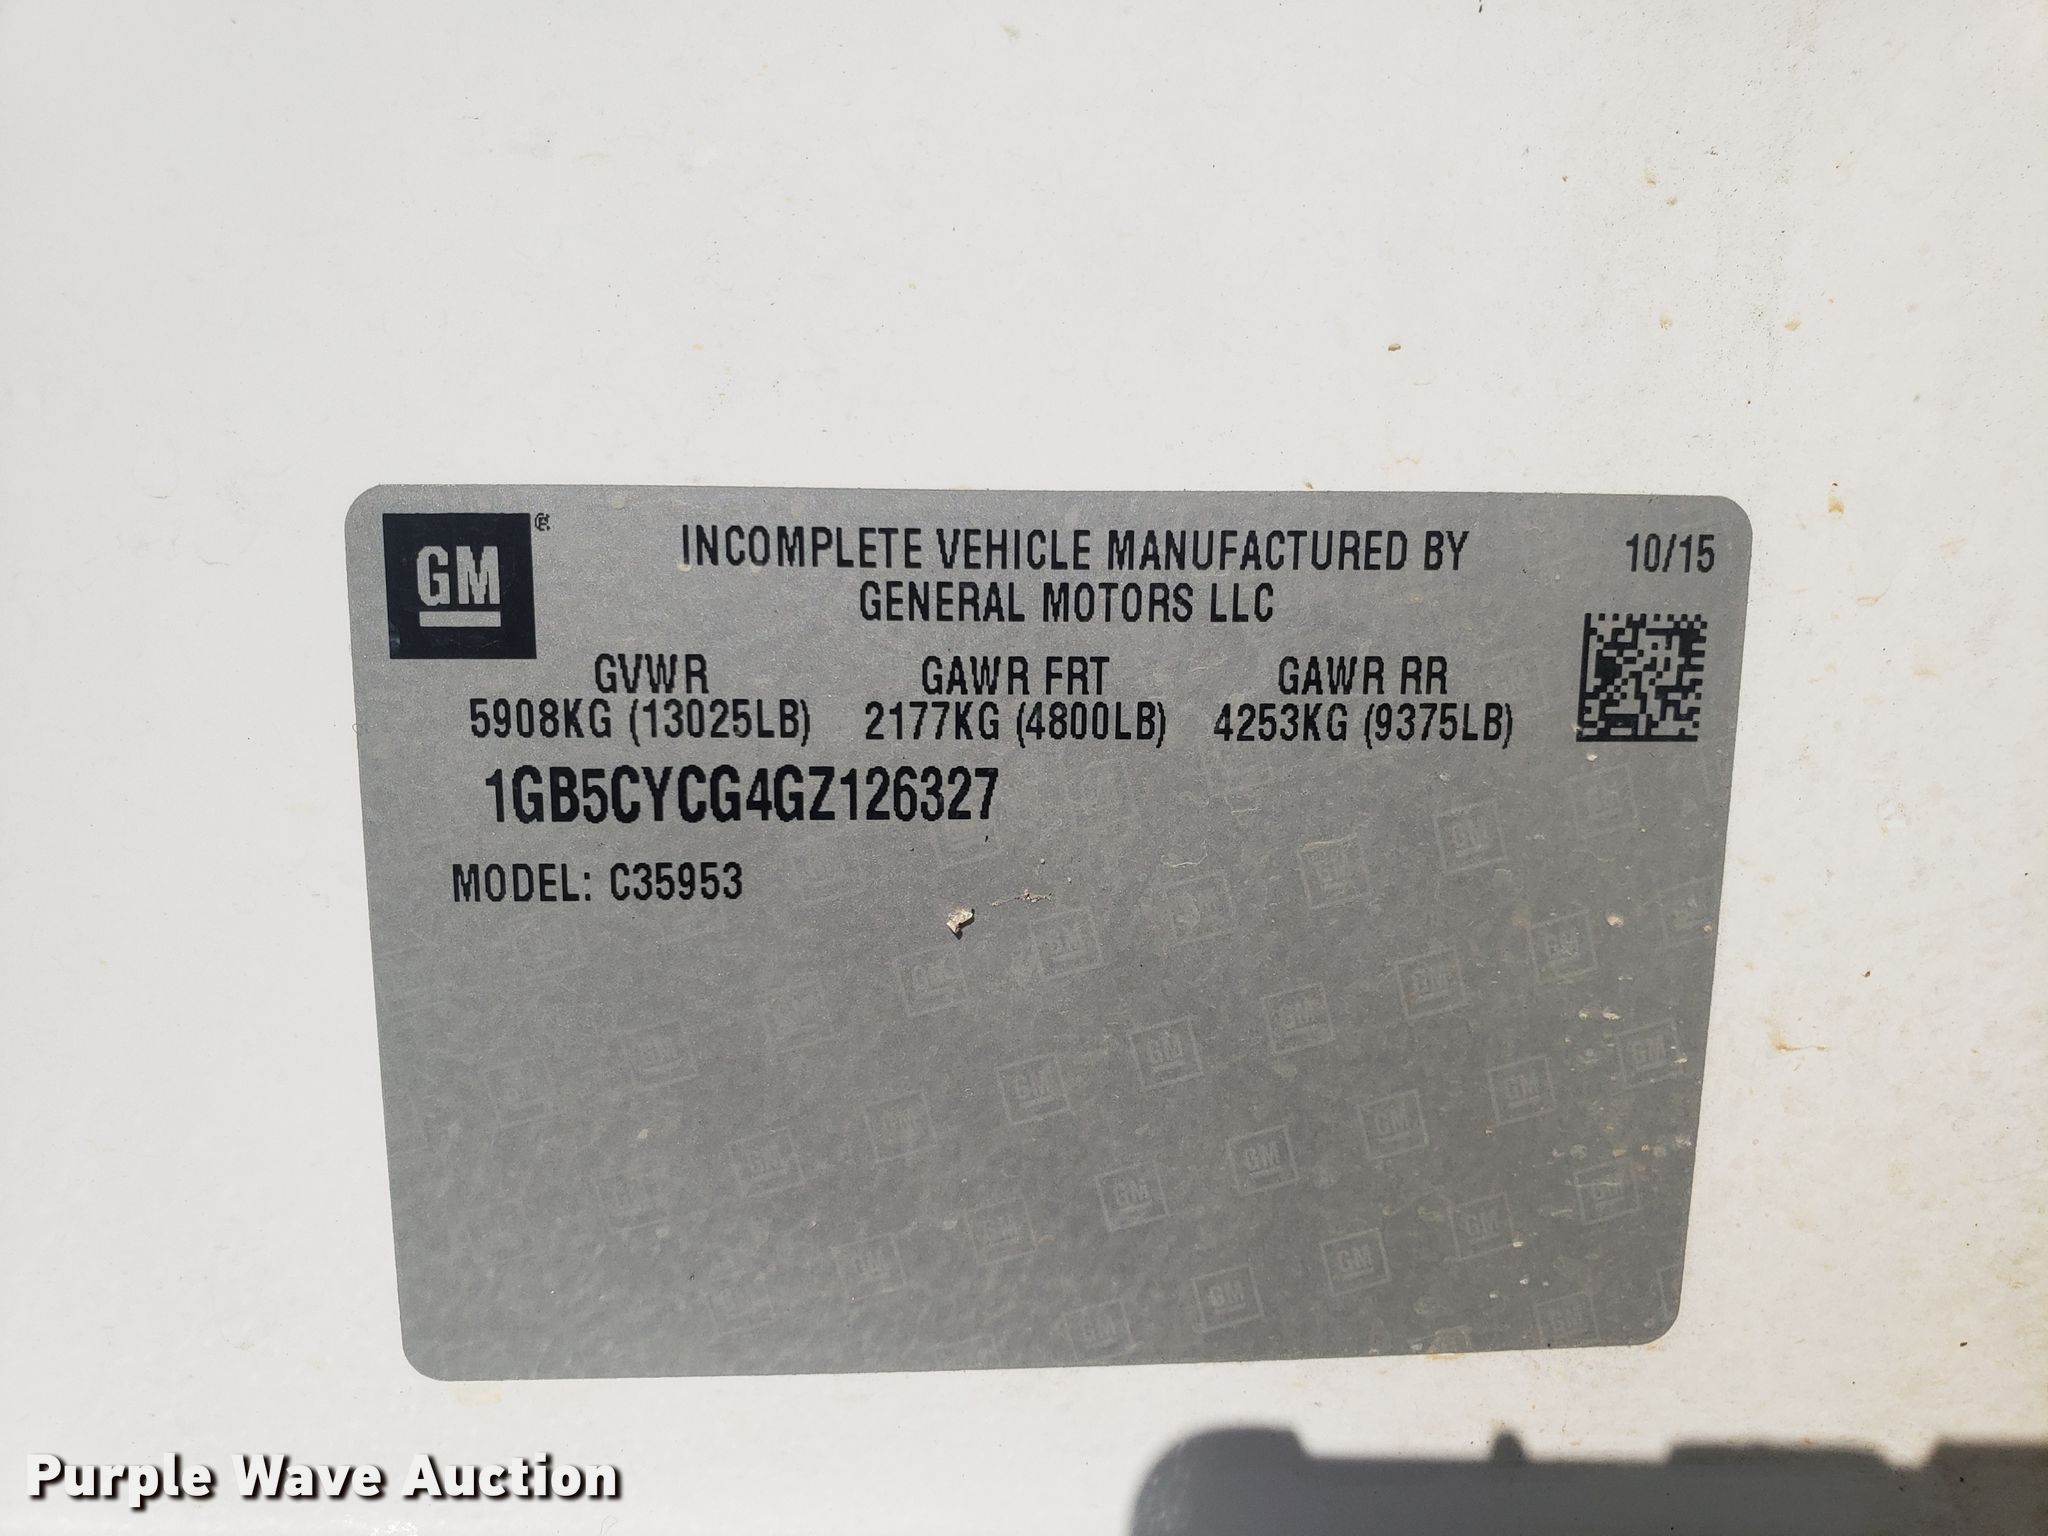 GM
®
INCOMPLETE VEHICLE MANUFACTURED BY
GENERAL MOTORS LLC
10/15
GVWR
5908KG (13025LB)
GAWR FRT
2177KG (4800LB)
GAWR RR
4253KG (9375LB)
1GB5CYCG4GZ126327
MODEL: C35953
Purple Wave Auction